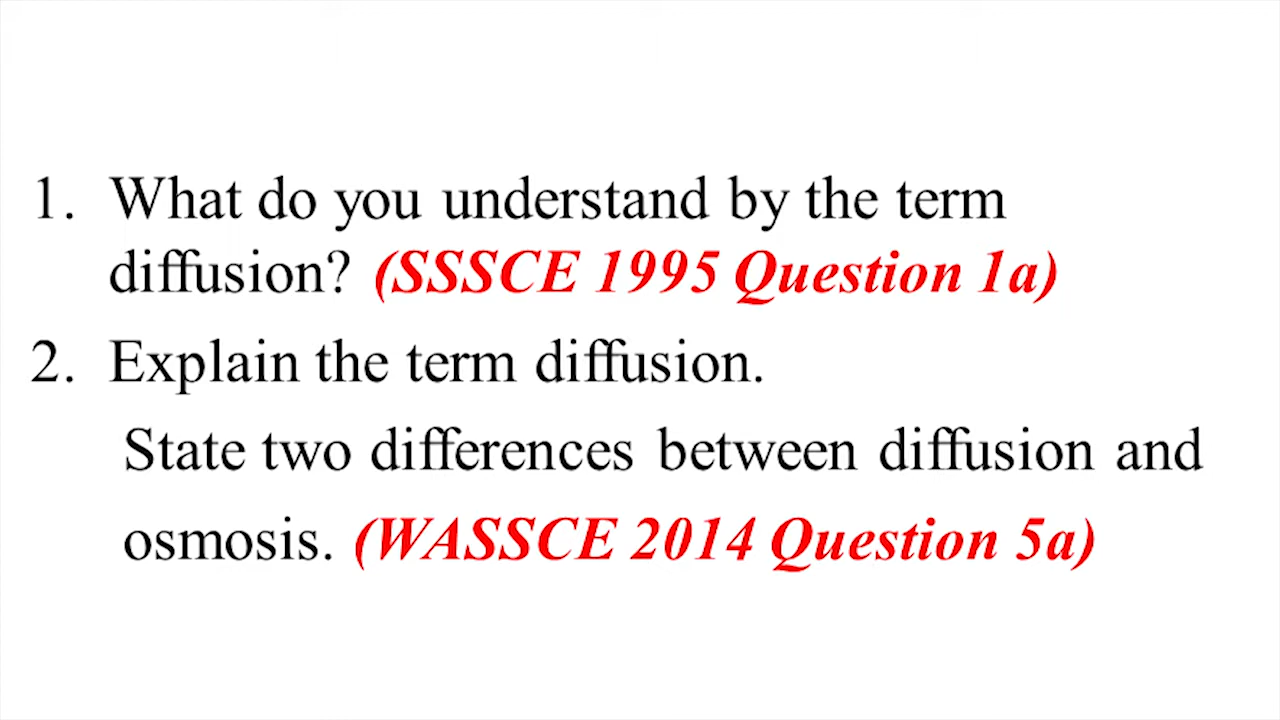 1. What do you understand by the term
diffusion? (SSSCE 1995 Question 1a)
2. Explain the term diffusion.
State two differences between diffusion and
osmosis. (WASSCE 2014 Question 5a)